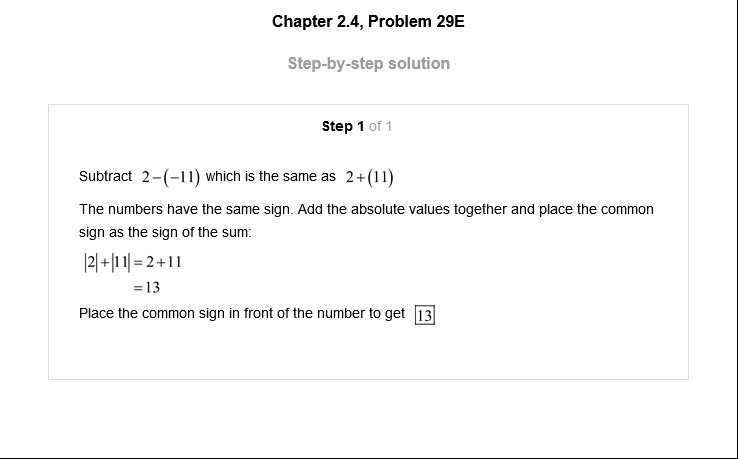 Chapter 2.4, Problem 29E
Step-by-step solution
Step 1 of 1
Subtract 2−(−11) which is the same as 2+(11)
The numbers have the same sign. Add the absolute values together and place the common
sign as the sign of the sum:
|2|+|11|=2+11
=13
Place the common sign in front of the number to get 13